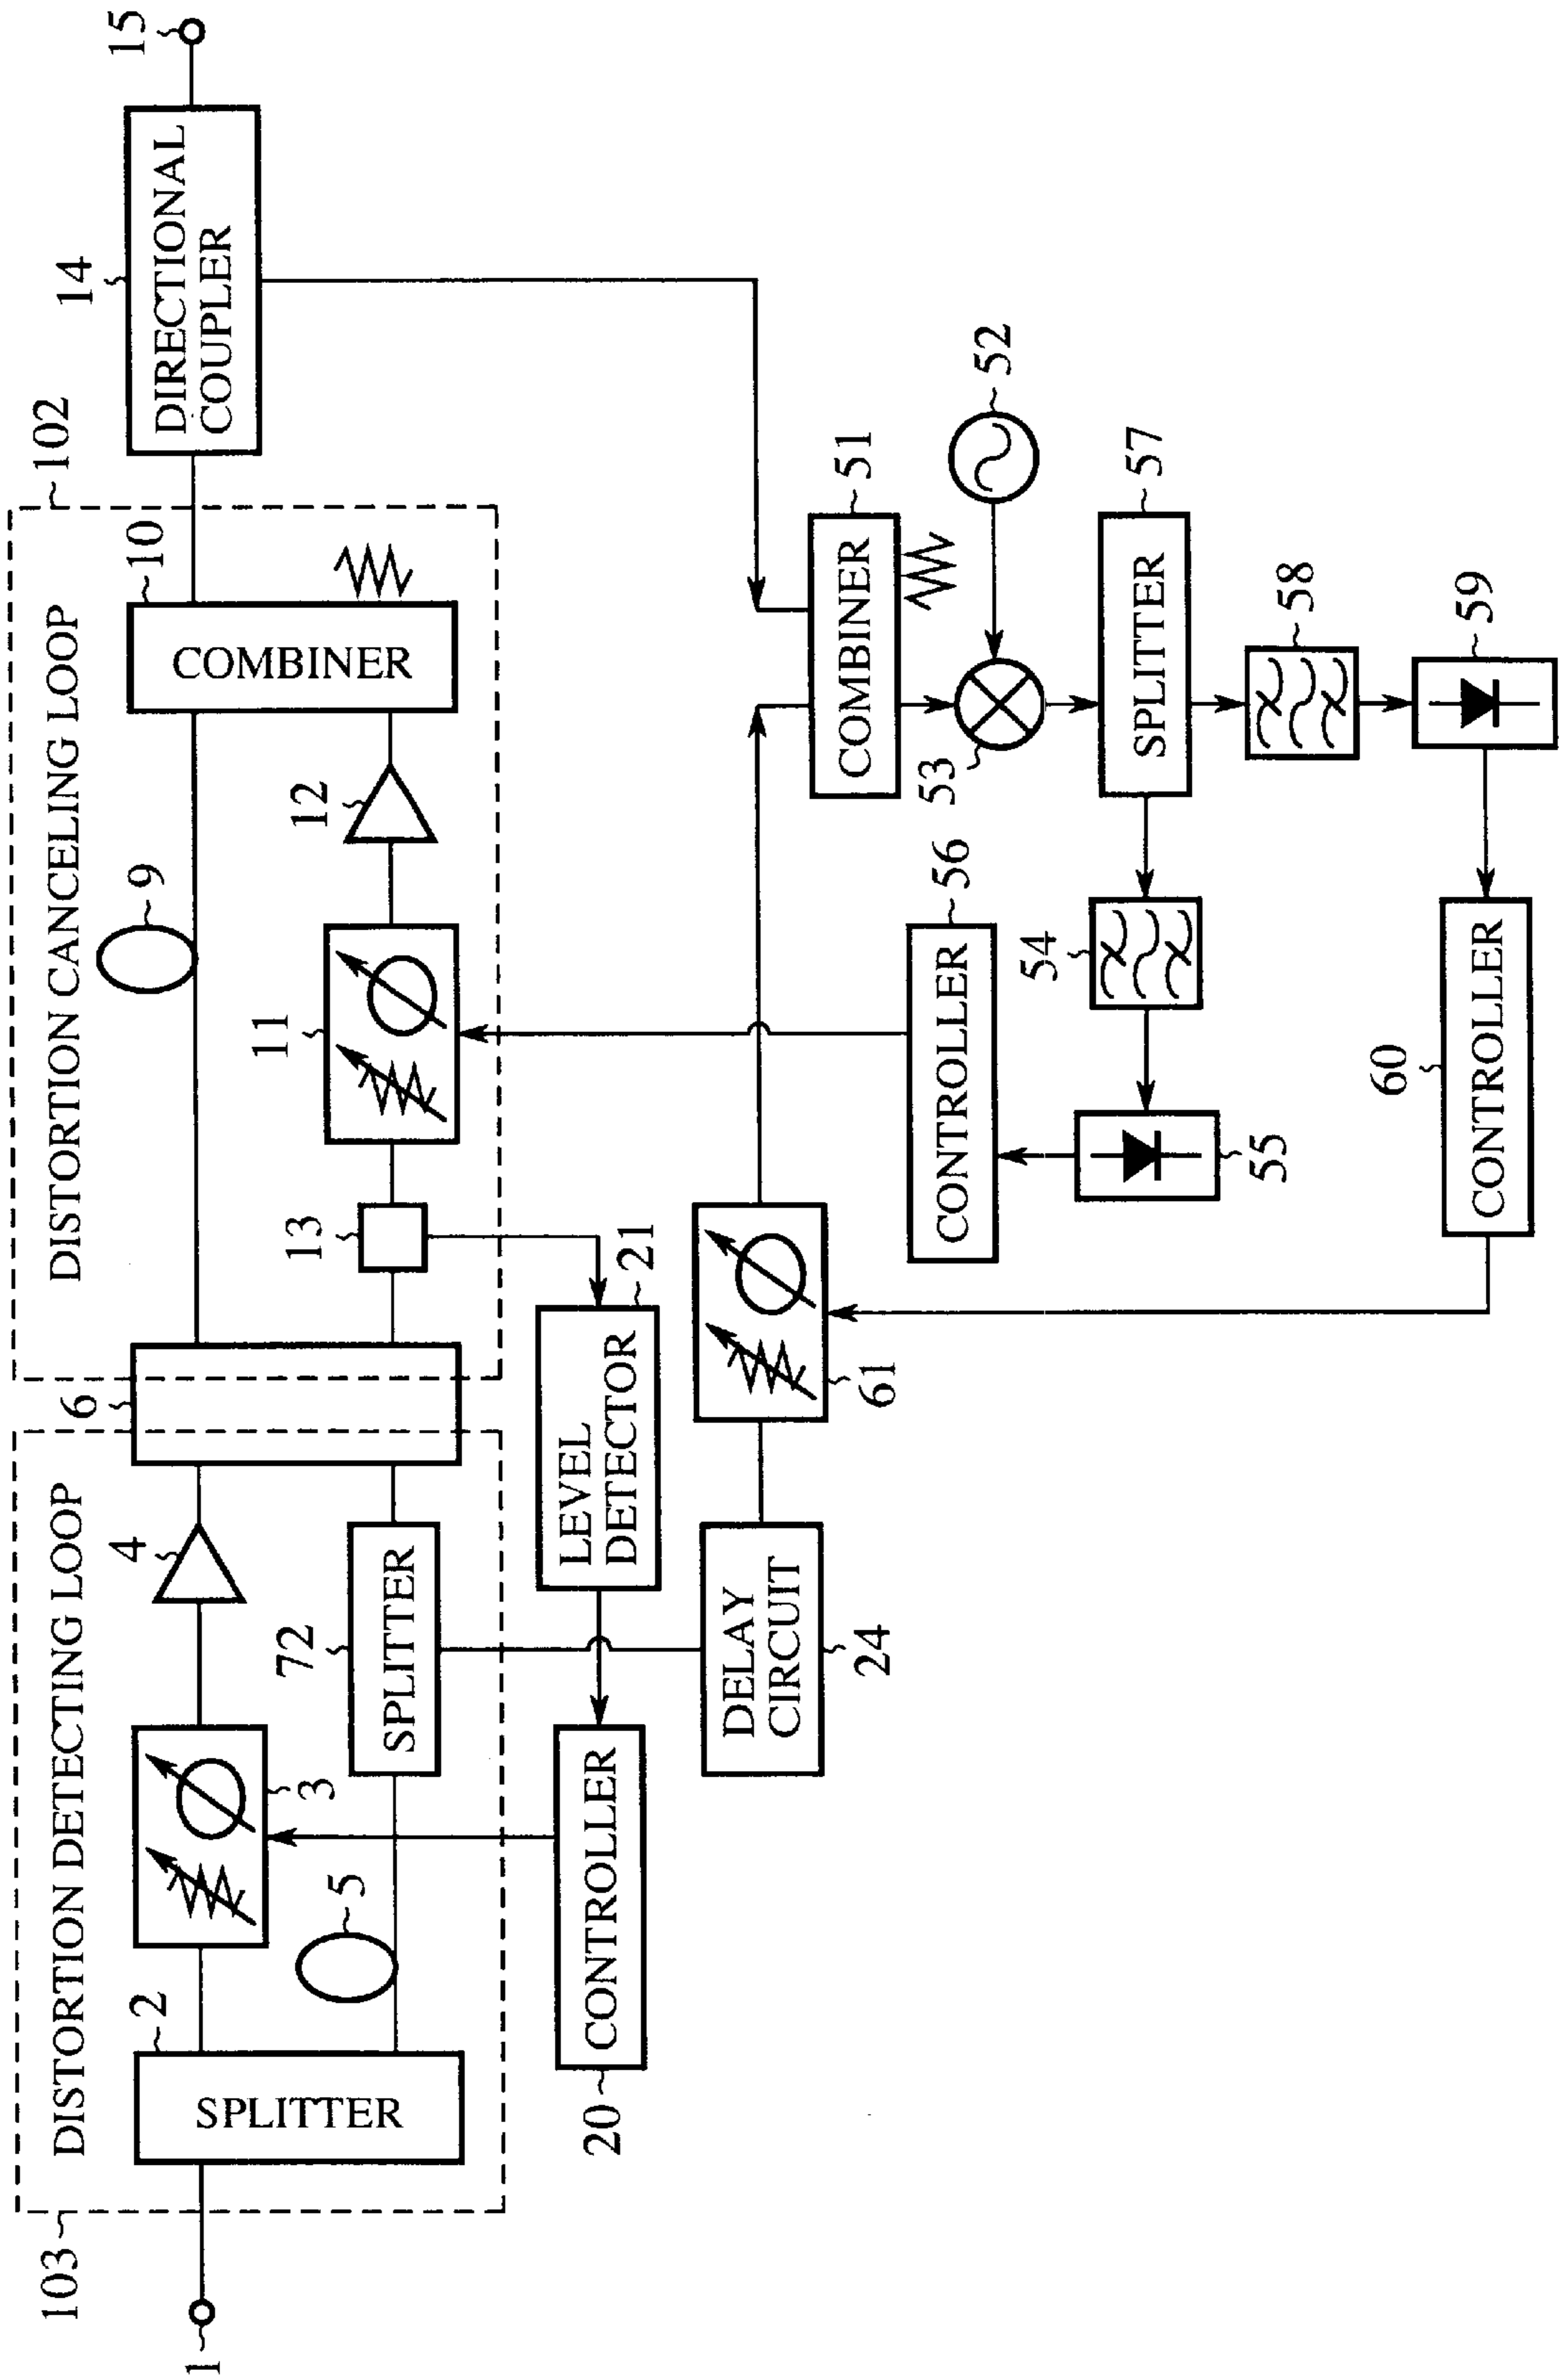 103
DISTORTION DETECTING LOOP
DISTORTION CANCELING LOOP
102
1
2
SPLITTER
3
4
5
SPLITTER
72
6
9
13
11
12
COMBINER
10
14
DIRECTIONAL
COUPLER
15
20
CONTROLLER
LEVEL
DETECTOR
21
DELAY
CIRCUIT
24
61
COMBINER
51
CONTROLLER
56
53
52
55
54
SPLITTER
57
58
60
CONTROLLER
59